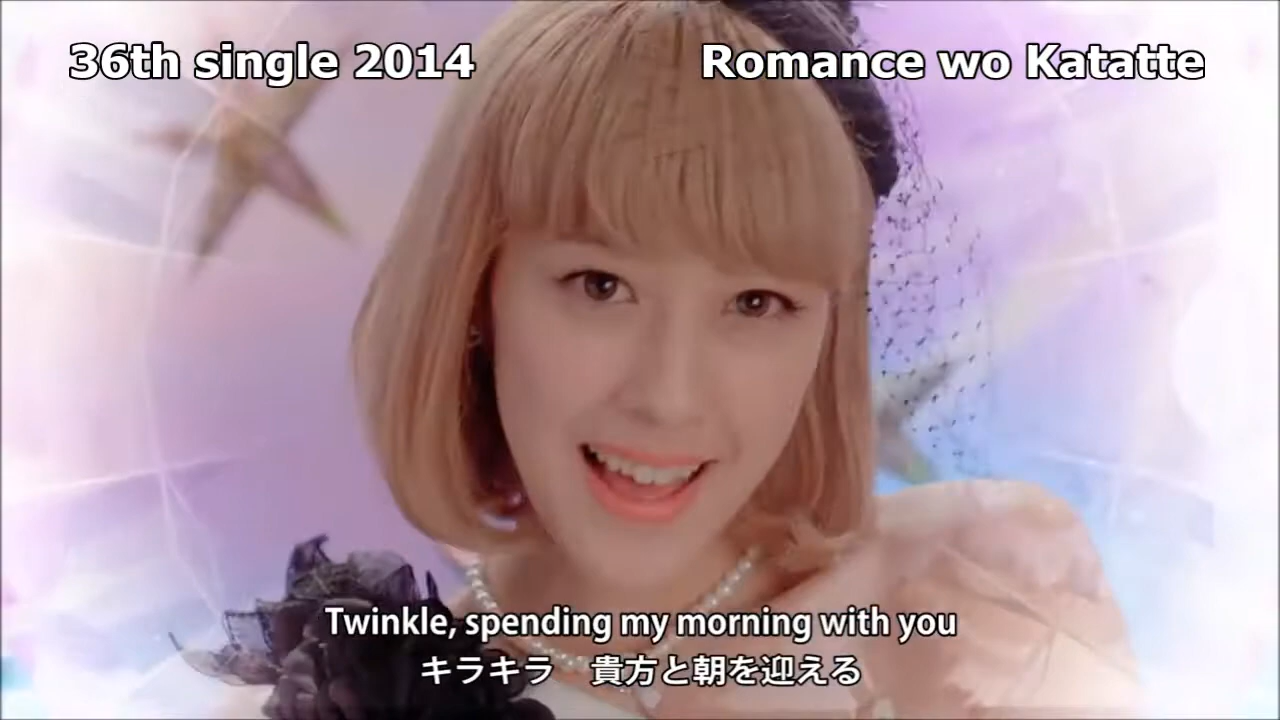 36th single 2014
Romance wo Katatte
Twinkle, spending my morning with you
キラキラ　貴方と朝を迎える